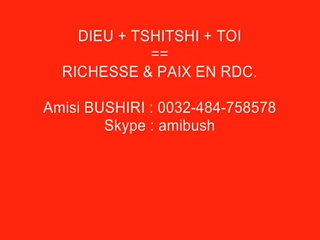 DIEU + TSHITSHI + TOI
==
RICHESSE & PAIX EN RDC.
Amisi BUSHIRI : 0032-484-758578
Skype : amibush